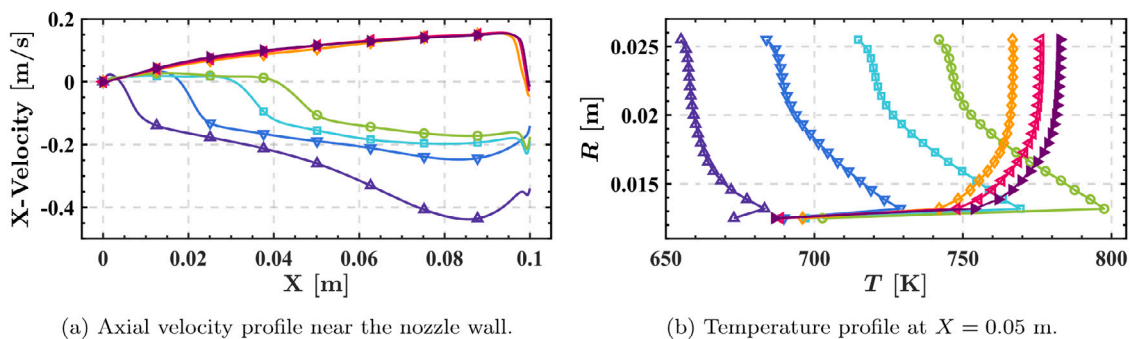 X-Velocity [m/s]
0.2
0
-0.2
-0.4
0
0.02
0.04
0.06
0.08
0.1
X [m]
(a) Axial velocity profile near the nozzle wall.
R [m]
0.025
0.02
0.015
650
700
750
800
T [K]
(b) Temperature profile at X = 0.05 m.